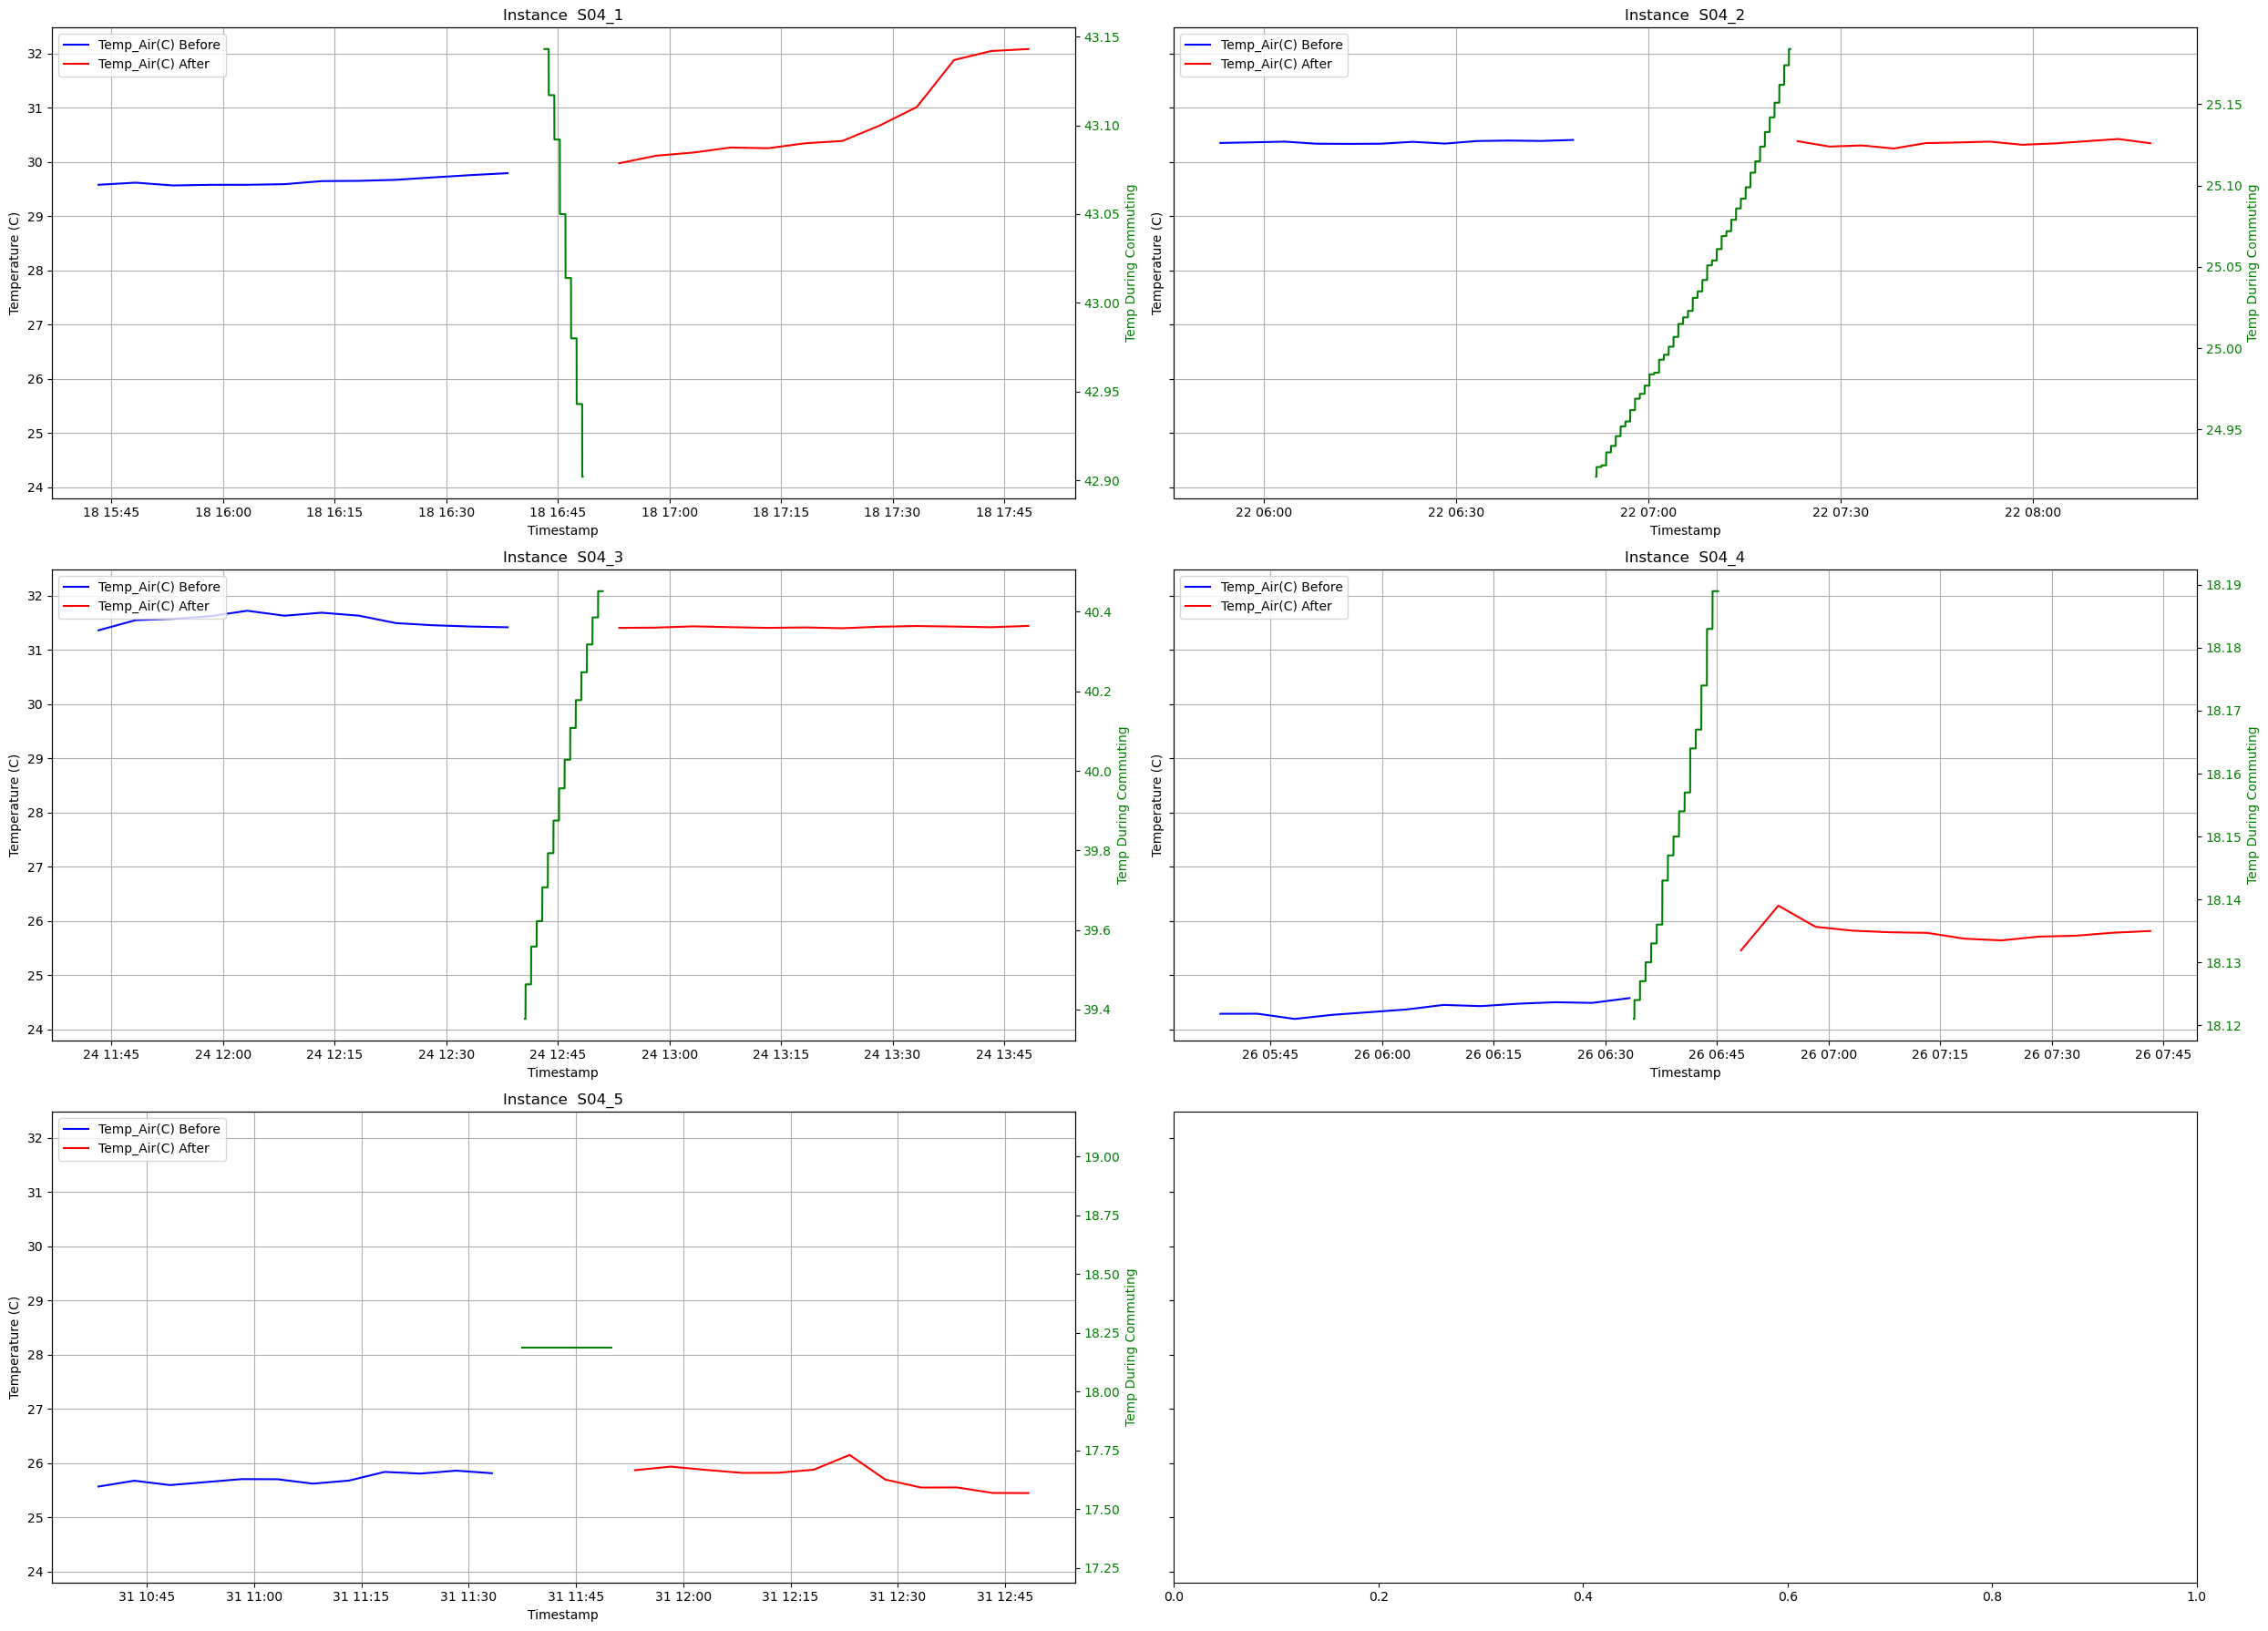 Instance  S04_1
Temp_Air(C) Before
Temp_Air(C) After
Temperature (C)
32
31
30
29
28
27
26
25
24
18 15:45 18 16:00 18 16:15 18 16:30 18 16:45 18 17:00 18 17:15 18 17:30 18 17:45
Timestamp
43.15
43.10
43.05
43.00
42.95
42.90
Temp During Commuting
Instance  S04_2
Temp_Air(C) Before
Temp_Air(C) After
Temperature (C)
22 06:00 22 06:30 22 07:00 22 07:30 22 08:00
Timestamp
25.15
25.10
25.05
25.00
24.95
Temp During Commuting
Instance  S04_3
Temp_Air(C) Before
Temp_Air(C) After
Temperature (C)
32
31
30
29
28
27
26
25
24
24 11:45 24 12:00 24 12:15 24 12:30 24 12:45 24 13:00 24 13:15 24 13:30 24 13:45
Timestamp
40.4
40.2
40.0
39.8
39.6
39.4
Temp During Commuting
Instance  S04_4
Temp_Air(C) Before
Temp_Air(C) After
Temperature (C)
26 05:45 26 06:00 26 06:15 26 06:30 26 06:45 26 07:00 26 07:15 26 07:30 26 07:45
Timestamp
18.19
18.18
18.17
18.16
18.15
18.14
18.13
18.12
Temp During Commuting
Instance  S04_5
Temp_Air(C) Before
Temp_Air(C) After
Temperature (C)
32
31
30
29
28
27
26
25
24
31 10:45 31 11:00 31 11:15 31 11:30 31 11:45 31 12:00 31 12:15 31 12:30 31 12:45
Timestamp
19.00
18.75
18.50
18.25
18.00
17.75
17.50
17.25
Temp During Commuting
0.0 0.2 0.4 0.6 0.8 1.0